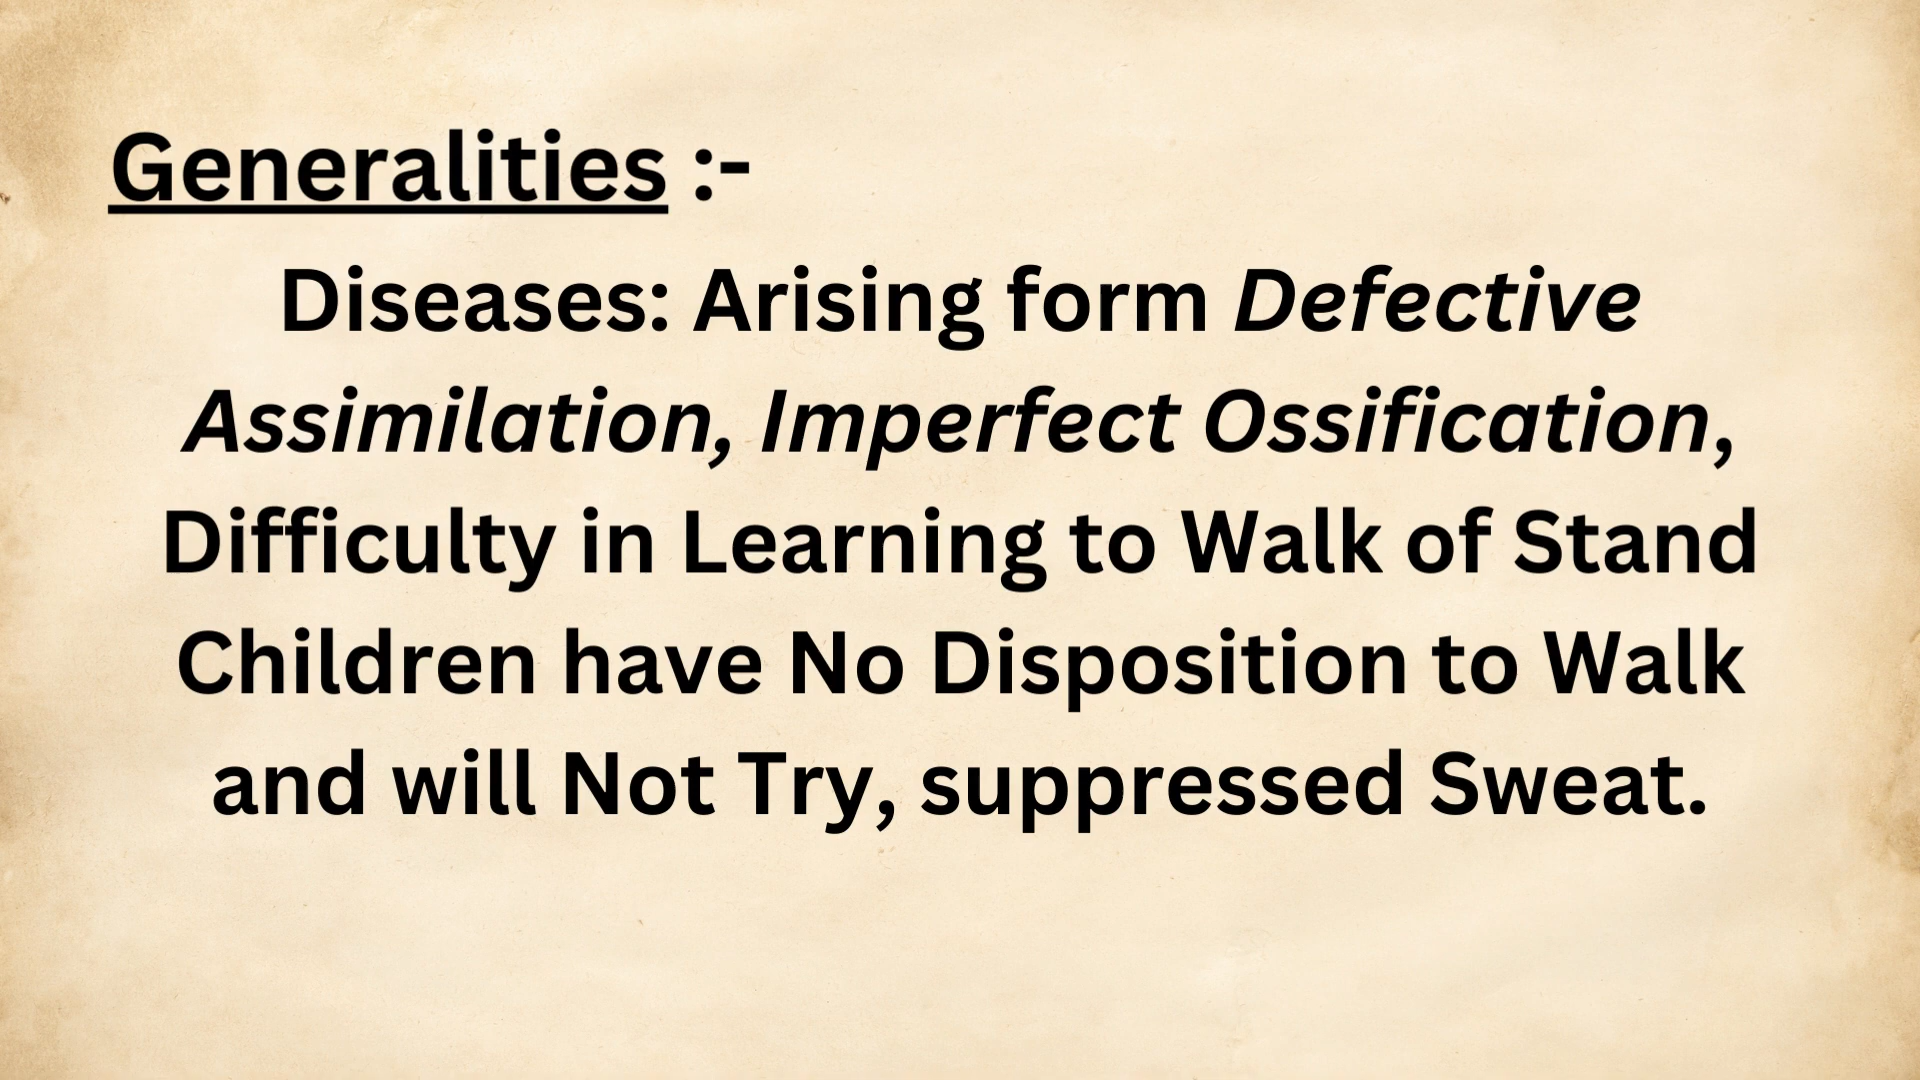 Generalities :-
Diseases: Arising form Defective
Assimilation, Imperfect Ossification,
Difficulty in Learning to Walk of Stand
Children have No Disposition to Walk
and will Not Try, suppressed Sweat.